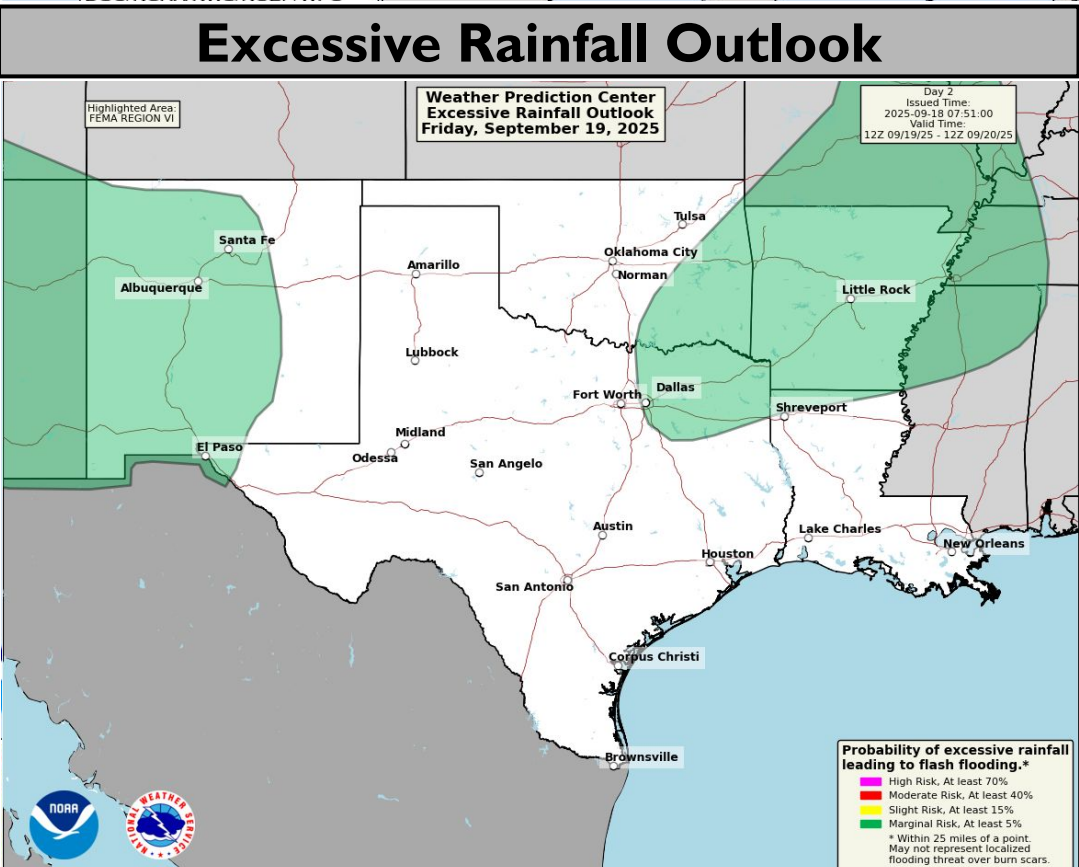 Excessive Rainfall Outlook
Highlighted Area:
FEMA REGION VI
Weather Prediction Center
Excessive Rainfall Outlook
Friday, September 19, 2025
Day 2
Issued Time:
2025-09-18 07:51:00
Valid Time:
12Z 09/19/25 - 12Z 09/20/25
Tulsa
Santa Fe
Oklahoma City
Amarillo
Norman
Albuquerque
Little Rock
Lubbock
Dallas
Fort Worth
Shreveport
Midland
El Paso
Odessa
San Angelo
Austin
Lake Charles
New Orleans
Houston
San Antonio
Corpus Christi
Brownsville
Probability of excessive rainfall
leading to flash flooding.*
High Risk, At least 70%
Moderate Risk, At least 40%
Slight Risk, At least 15%
Marginal Risk, At least 5%
* Within 25 miles of a point.
May not represent localized
flooding threat over burn scars.
NOAA
NATIONAL WEATHER SERVICE